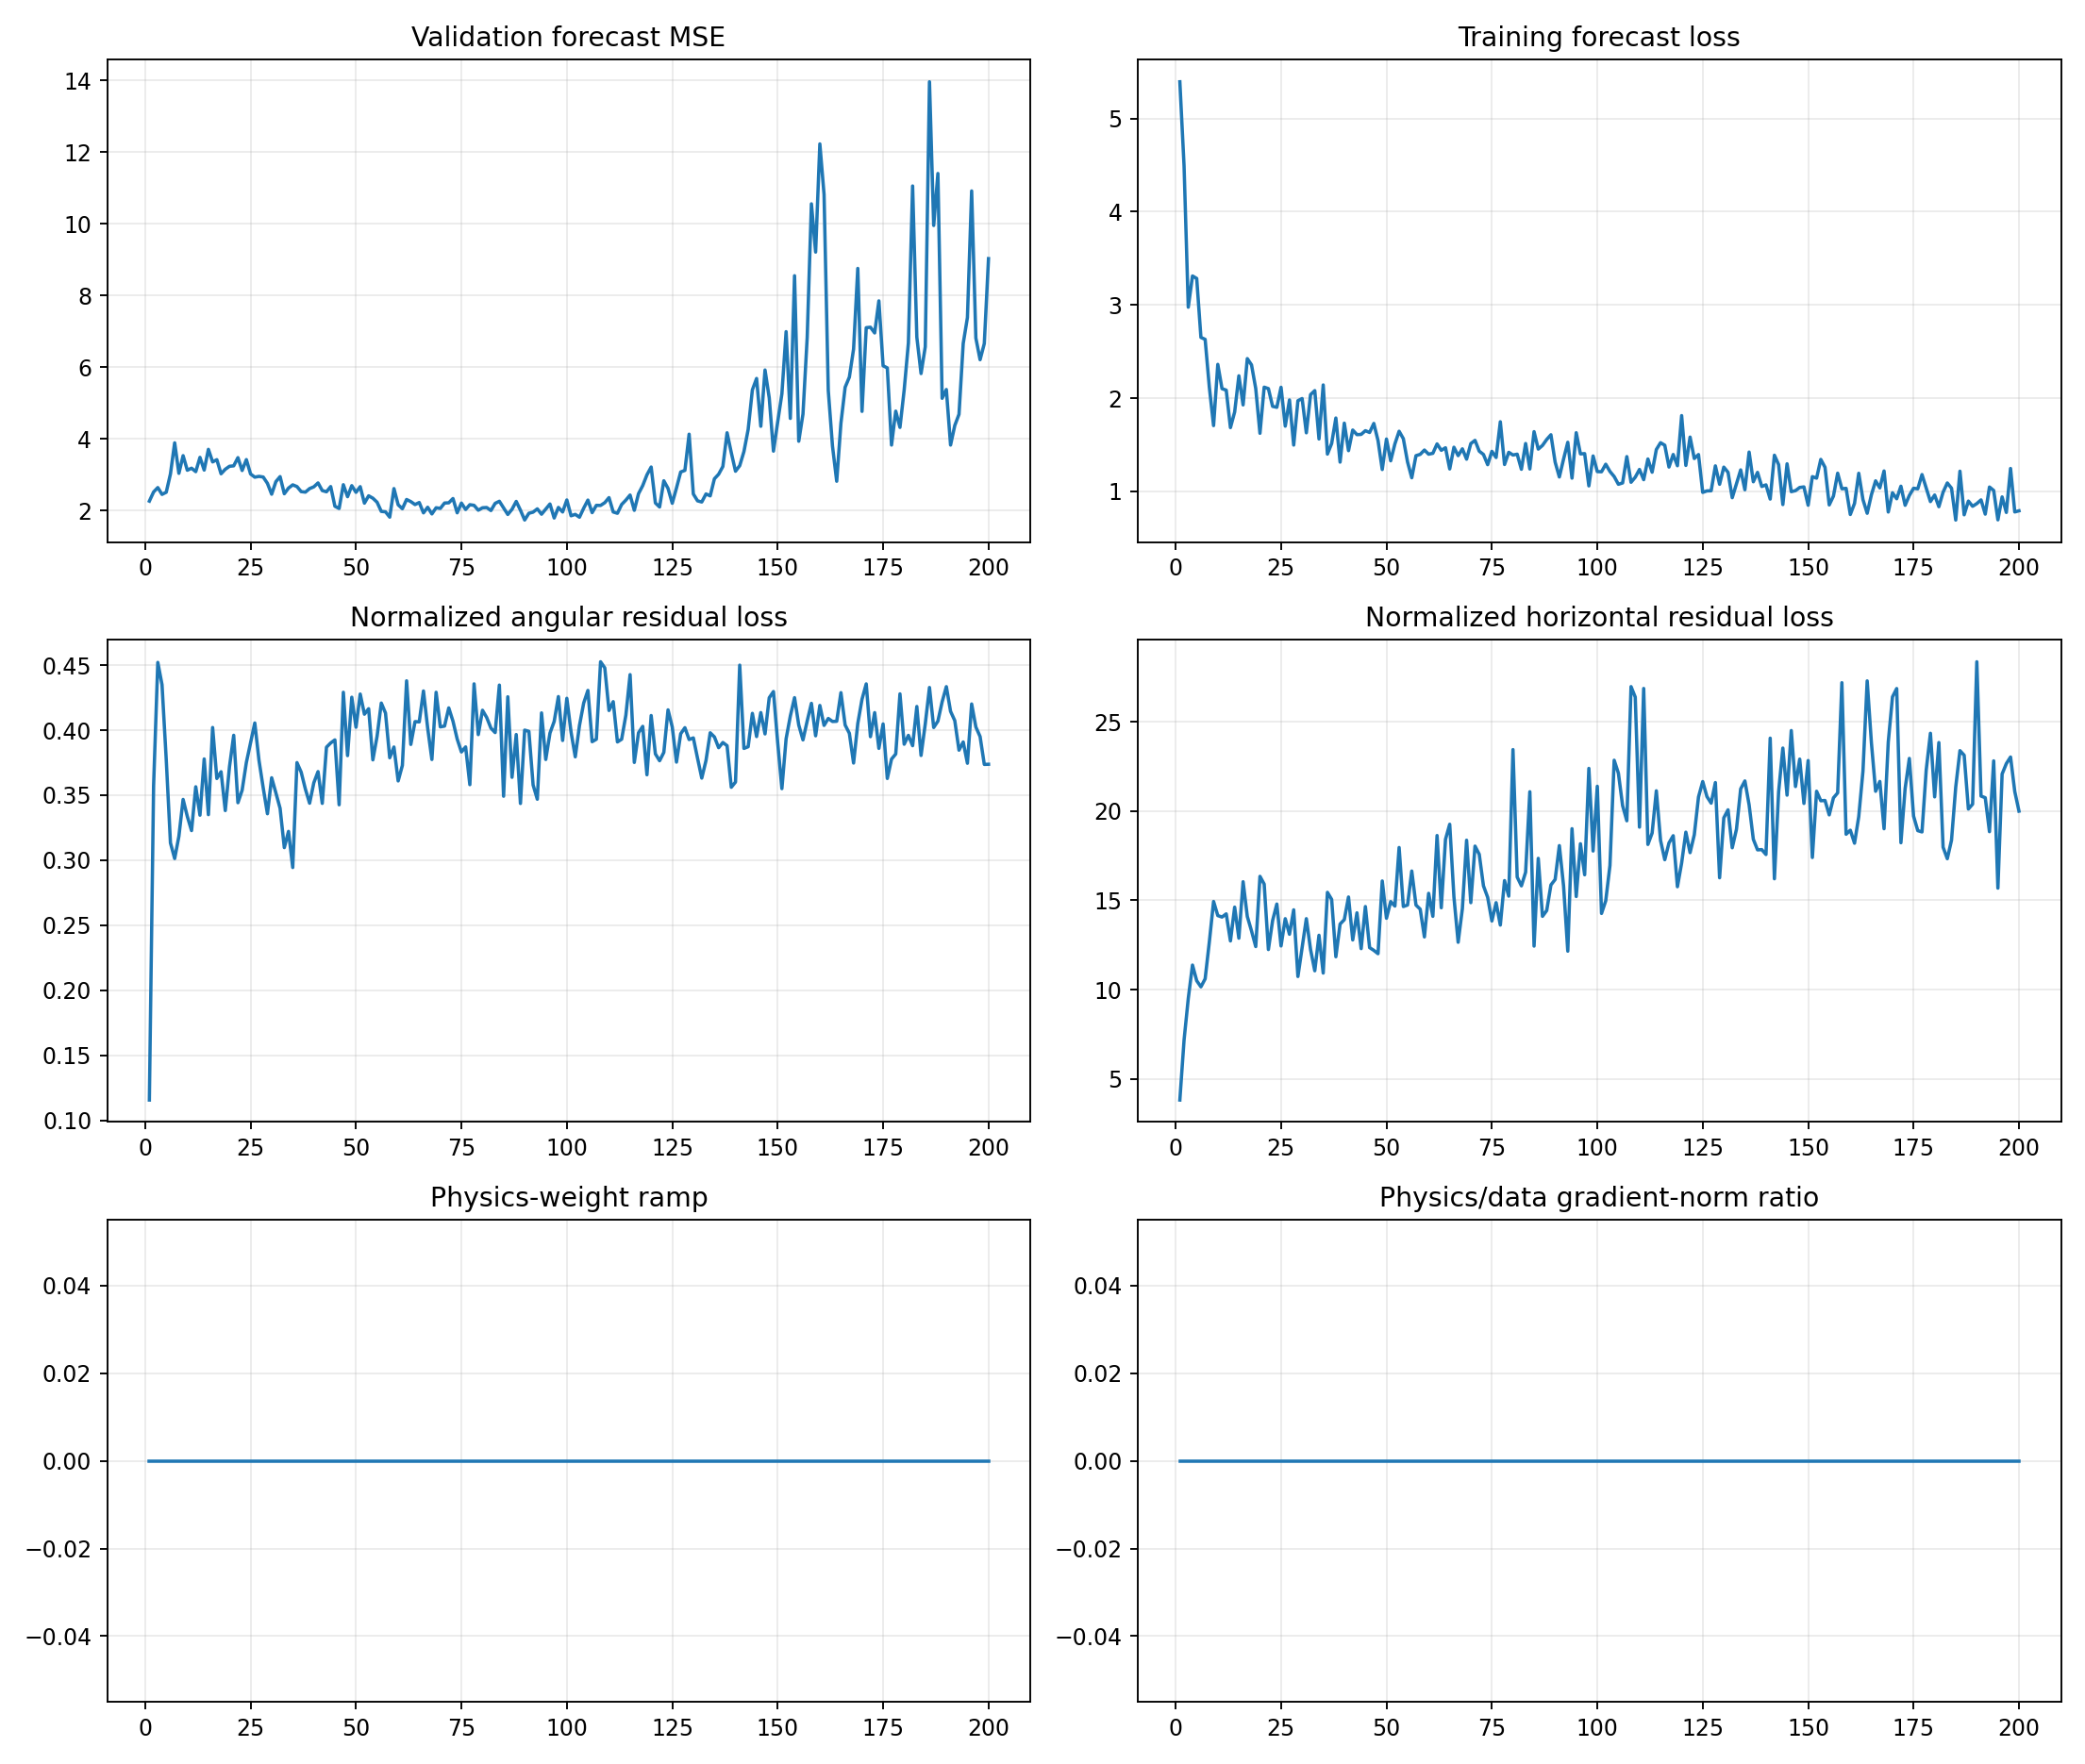 Validation forecast MSE
Training forecast loss
14
12
10
8
6
4
2
0 25 50 75 100 125 150 175 200
5
4
3
2
1
0 25 50 75 100 125 150 175 200
Normalized angular residual loss
Normalized horizontal residual loss
0.45
0.40
0.35
0.30
0.25
0.20
0.15
0.10
0 25 50 75 100 125 150 175 200
25
20
15
10
5
0 25 50 75 100 125 150 175 200
Physics-weight ramp
Physics/data gradient-norm ratio
0.04
0.02
0.00
−0.02
−0.04
0 25 50 75 100 125 150 175 200
0.04
0.02
0.00
−0.02
−0.04
0 25 50 75 100 125 150 175 200